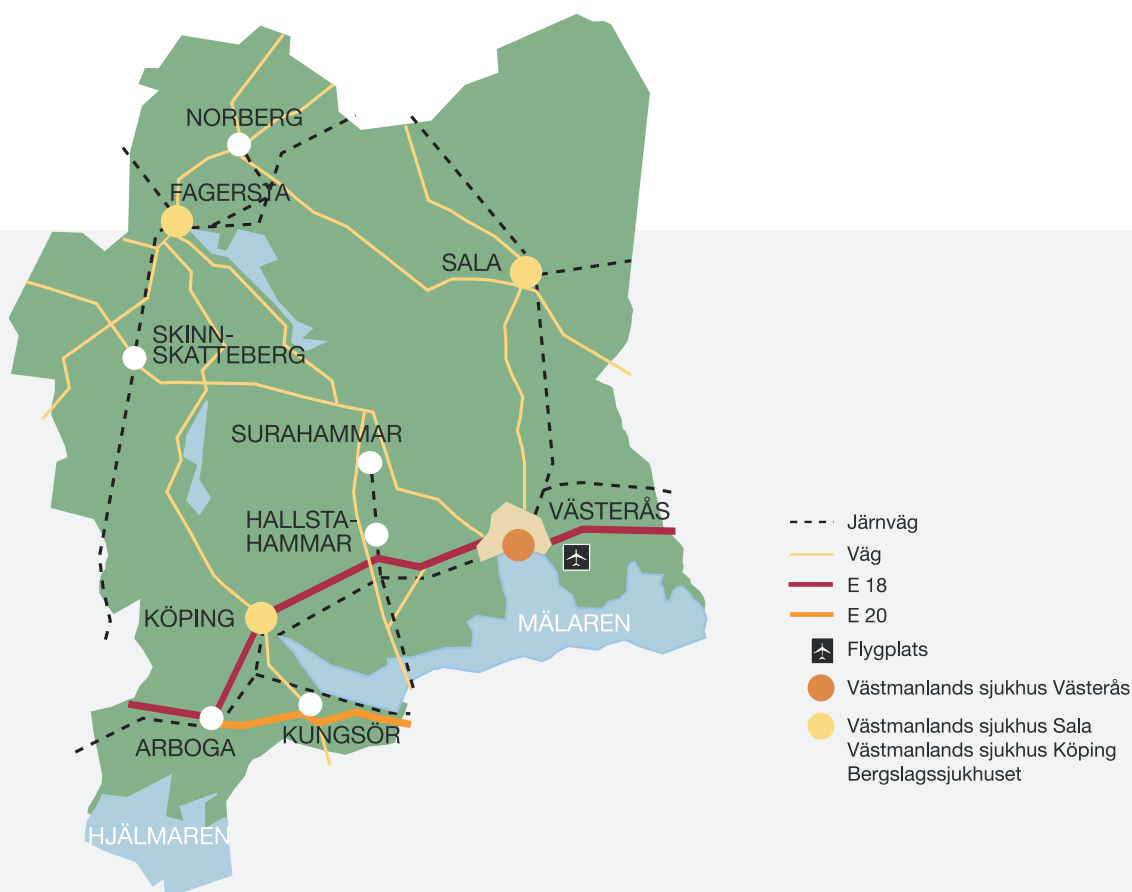 NORBERG
FAGERSTA
SALA
SKINN-
SKATTEBERG
SURAHAMMAR
HALLSTA-
HAMMAR
VÄSTERÅS
KÖPING
MÄLAREN
ARBOGA
KUNGSÖR
HJÄLMAREN
Järnväg
Väg
E 18
E 20
Flygplats
Västmanlands sjukhus Västerås
Västmanlands sjukhus Sala
Västmanlands sjukhus Köping
Bergslagssjukhuset